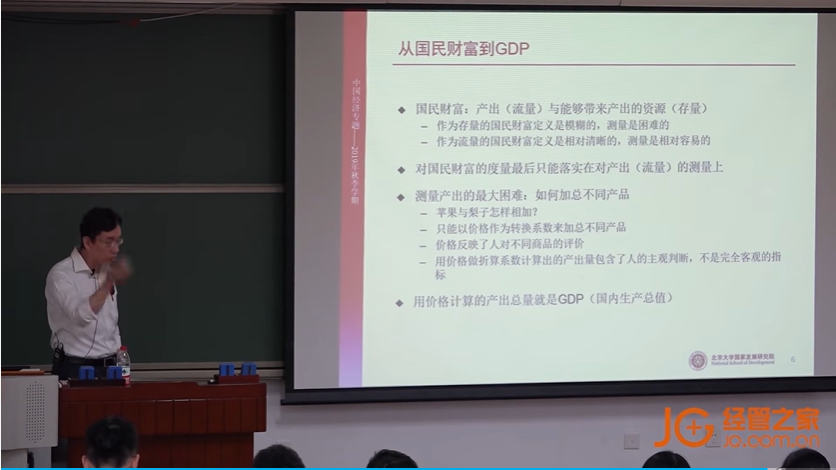 从国民财富到GDP
中国经济专题——2019年秋季学期
◆ 国民财富：产出（流量）与能够带来产出的资源（存量）
– 作为存量的国民财富定义是模糊的，测量是困难的
– 作为流量的国民财富定义是相对清晰的，测量是相对容易的
◆ 对国民财富的度量最后只能落实在对产出（流量）的测量上
◆ 测量产出的最大困难：如何加总不同产品
– 苹果与梨子怎样相加？
– 只能以价格作为转换系数来加总不同产品
– 价格反映了人对不同商品的评价
– 用价格做折算系数计算出的产出量包含了人的主观判断，不是完全客观的指
标
◆ 用价格计算的产出总量就是GDP（国内生产总值）
北京大学国家发展研究院
National School of Development
6
JG 经管之家
JG.com.cn